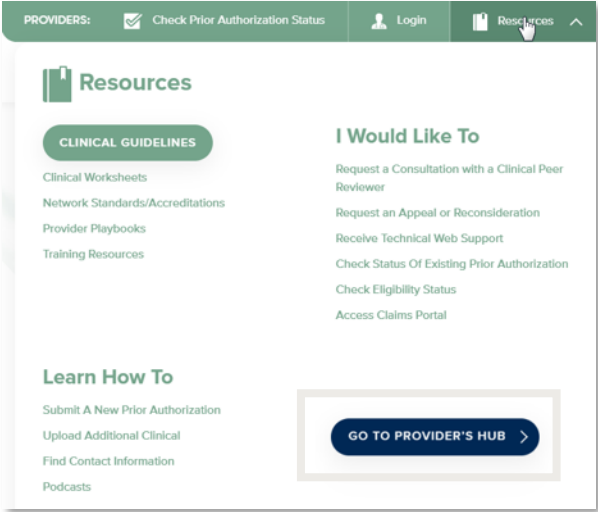 PROVIDERS:
Check Prior Authorization Status
Login
Resources
Resources
CLINICAL GUIDELINES
Clinical Worksheets
Network Standards/Accreditations
Provider Playbooks
Training Resources
I Would Like To
Request a Consultation with a Clinical Peer
Reviewer
Request an Appeal or Reconsideration
Receive Technical Web Support
Check Status Of Existing Prior Authorization
Check Eligibility Status
Access Claims Portal
Learn How To
Submit A New Prior Authorization
Upload Additional Clinical
Find Contact Information
Podcasts
GO TO PROVIDER'S HUB